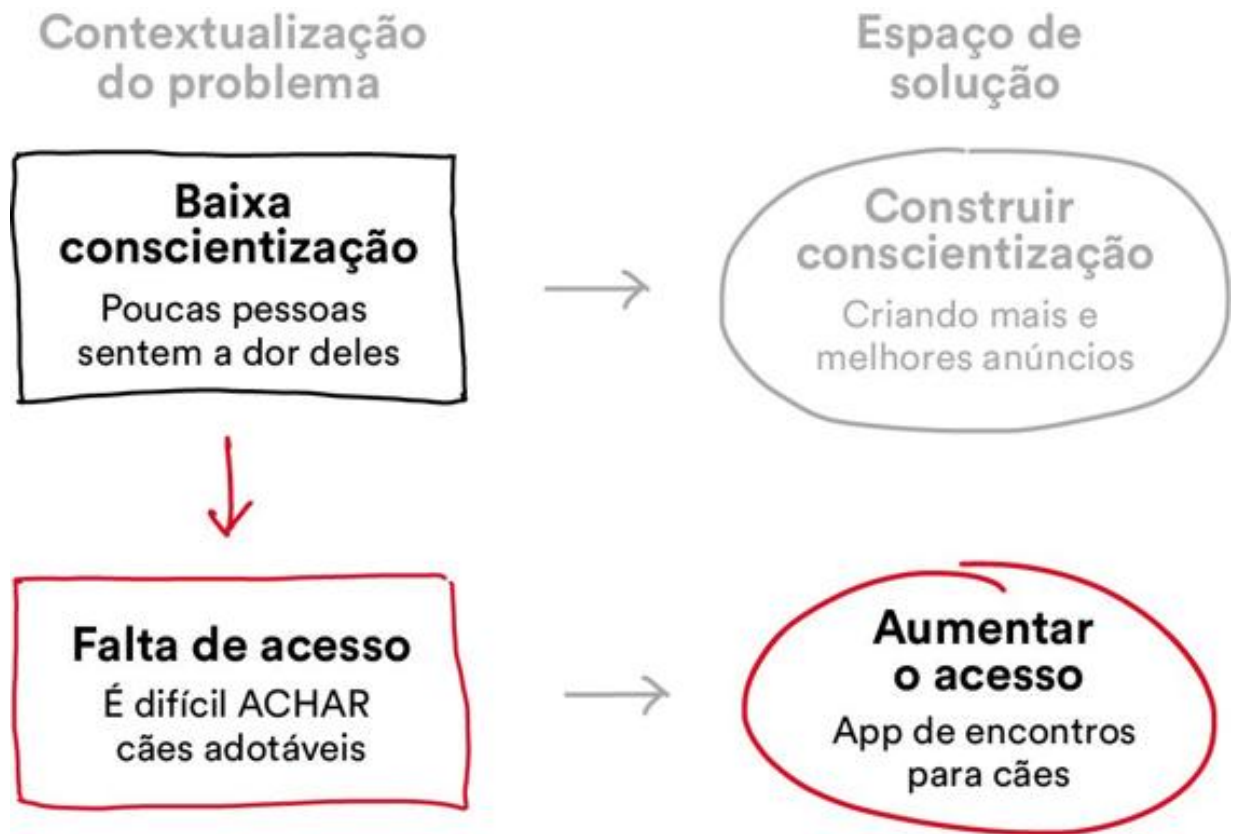 Contextualização
do problema
Espaço de
solução
Baixa
conscientização
Poucas pessoas
sentem a dor deles
Construir
conscientização
Criando mais e
melhores anúncios
Falta de acesso
É difícil ACHAR
cães adotáveis
Aumentar
o acesso
App de encontros
para cães